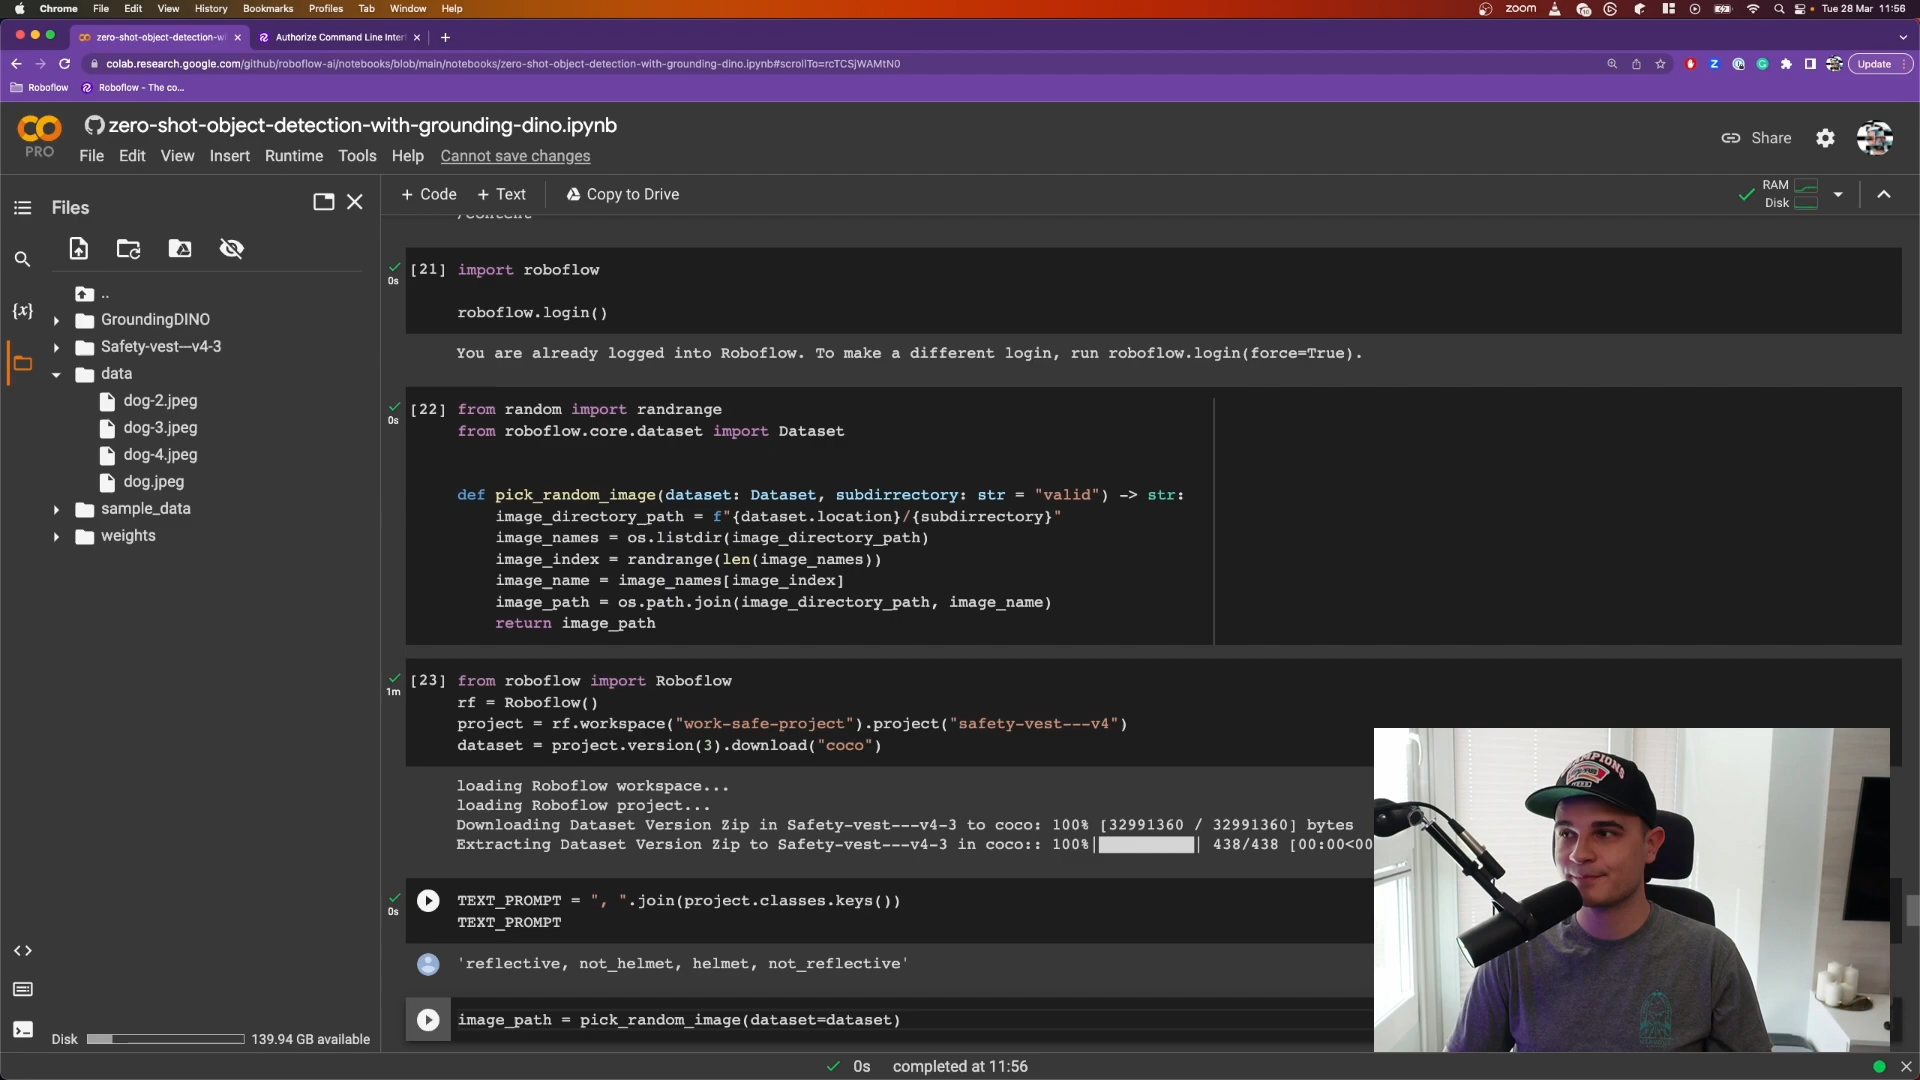 Chrome File Edit View History Bookmarks Profiles Tab Window Help
zoom
Tue 28 Mar 11:56
zero-shot-object-detection-wi
Authorize Command Line Inter
colab.research.google.com/github/roboflow-ai/notebooks/blob/main/notebooks/zero-shot-object-detection-with-grounding-dino.ipynb#scrollTo=rcTCSjWAMtN0
Update
Roboflow
Roboflow - The co...
CO
PRO
zero-shot-object-detection-with-grounding-dino.ipynb
File Edit View Insert Runtime Tools Help Cannot save changes
Share
Files
+ Code + Text
Copy to Drive
RAM
Disk
..
GroundingDINO
Safety-vest---v4-3
data
dog-2.jpeg
dog-3.jpeg
dog-4.jpeg
dog.jpeg
sample_data
weights
{x}
Disk
139.94 GB available
/content
0s
[21] import roboflow
roboflow.login()
You are already logged into Roboflow. To make a different login, run roboflow.login(force=True).
0s
[22] from random import randrange
from roboflow.core.dataset import Dataset
def pick_random_image(dataset: Dataset, subdirrectory: str = "valid") -> str:
image_directory_path = f"{dataset.location}/{subdirrectory}"
image_names = os.listdir(image_directory_path)
image_index = randrange(len(image_names))
image_name = image_names[image_index]
image_path = os.path.join(image_directory_path, image_name)
return image_path
1m
[23] from roboflow import Roboflow
rf = Roboflow()
project = rf.workspace("work-safe-project").project("safety-vest---v4")
dataset = project.version(3).download("coco")
loading Roboflow workspace...
loading Roboflow project...
Downloading Dataset Version Zip in Safety-vest---v4-3 to coco: 100% [32991360 / 32991360] bytes
Extracting Dataset Version Zip to Safety-vest---v4-3 in coco:: 100%| | 438/438 [00:00<00
0s
TEXT_PROMPT = ", ".join(project.classes.keys())
TEXT_PROMPT
'reflective, not_helmet, helmet, not_reflective'
image_path = pick_random_image(dataset=dataset)
0s completed at 11:56